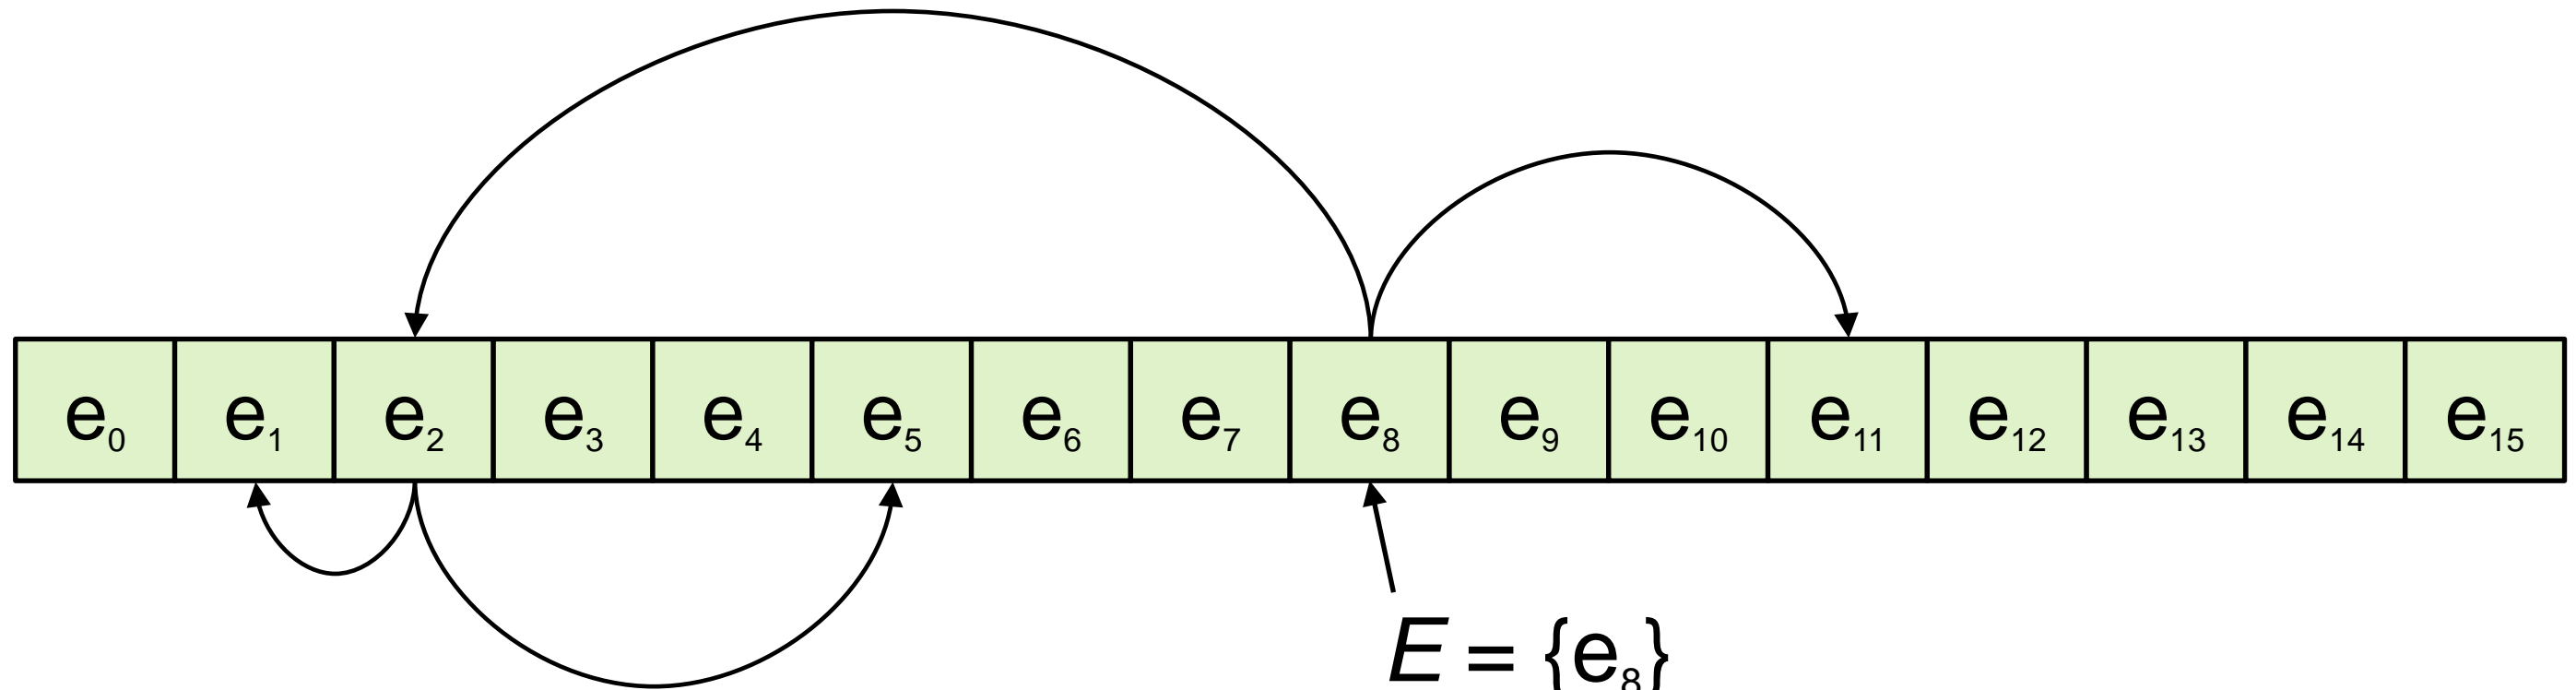 e₀ e₁ e₂ e₃ e₄ e₅ e₆ e₇ e₈ e₉ e₁₀ e₁₁ e₁₂ e₁₃ e₁₄ e₁₅
E = {e₈}